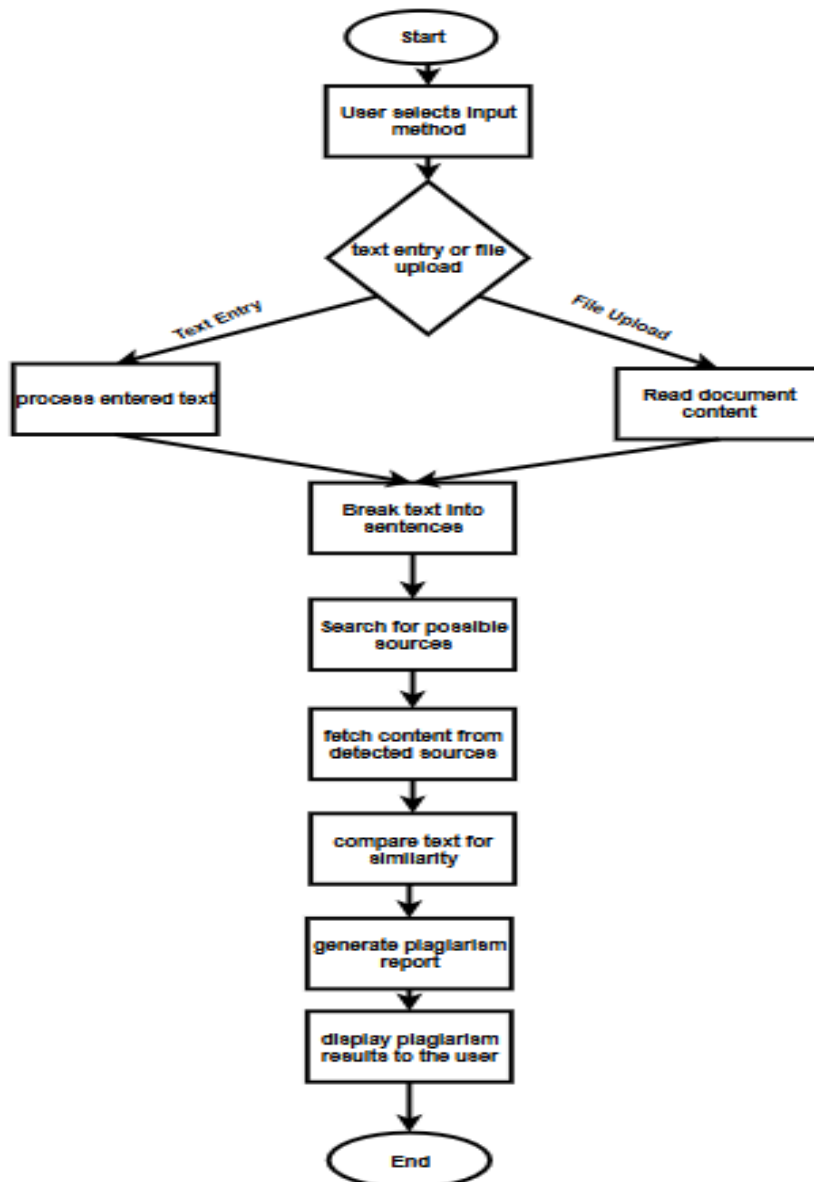 Start
User selects input
method
text entry or file
upload
Text Entry
File Upload
process entered text
Read document
content
Break text into
sentences
Search for possible
sources
fetch content from
detected sources
compare text for
similarity
generate plagiarism
report
display plagiarism
results to the user
End